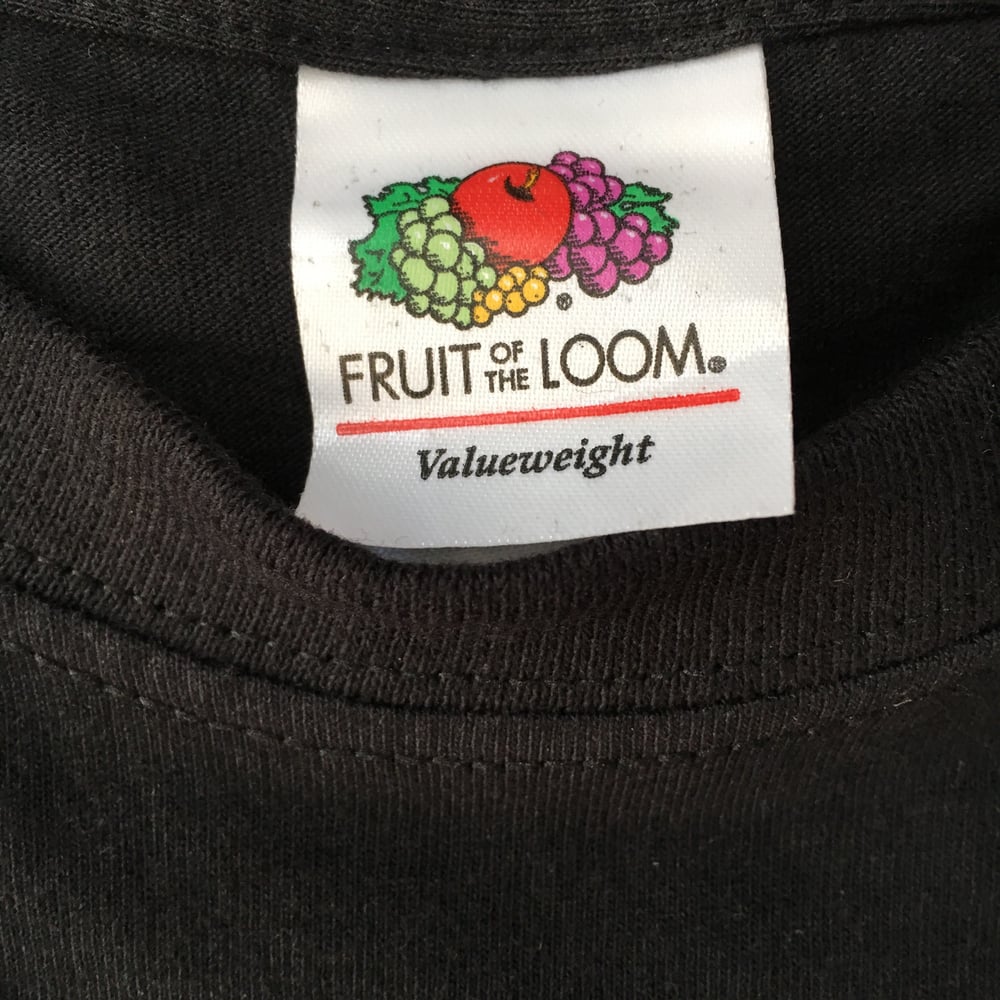 ®
FRUIT OF THE LOOM®
Valueweight